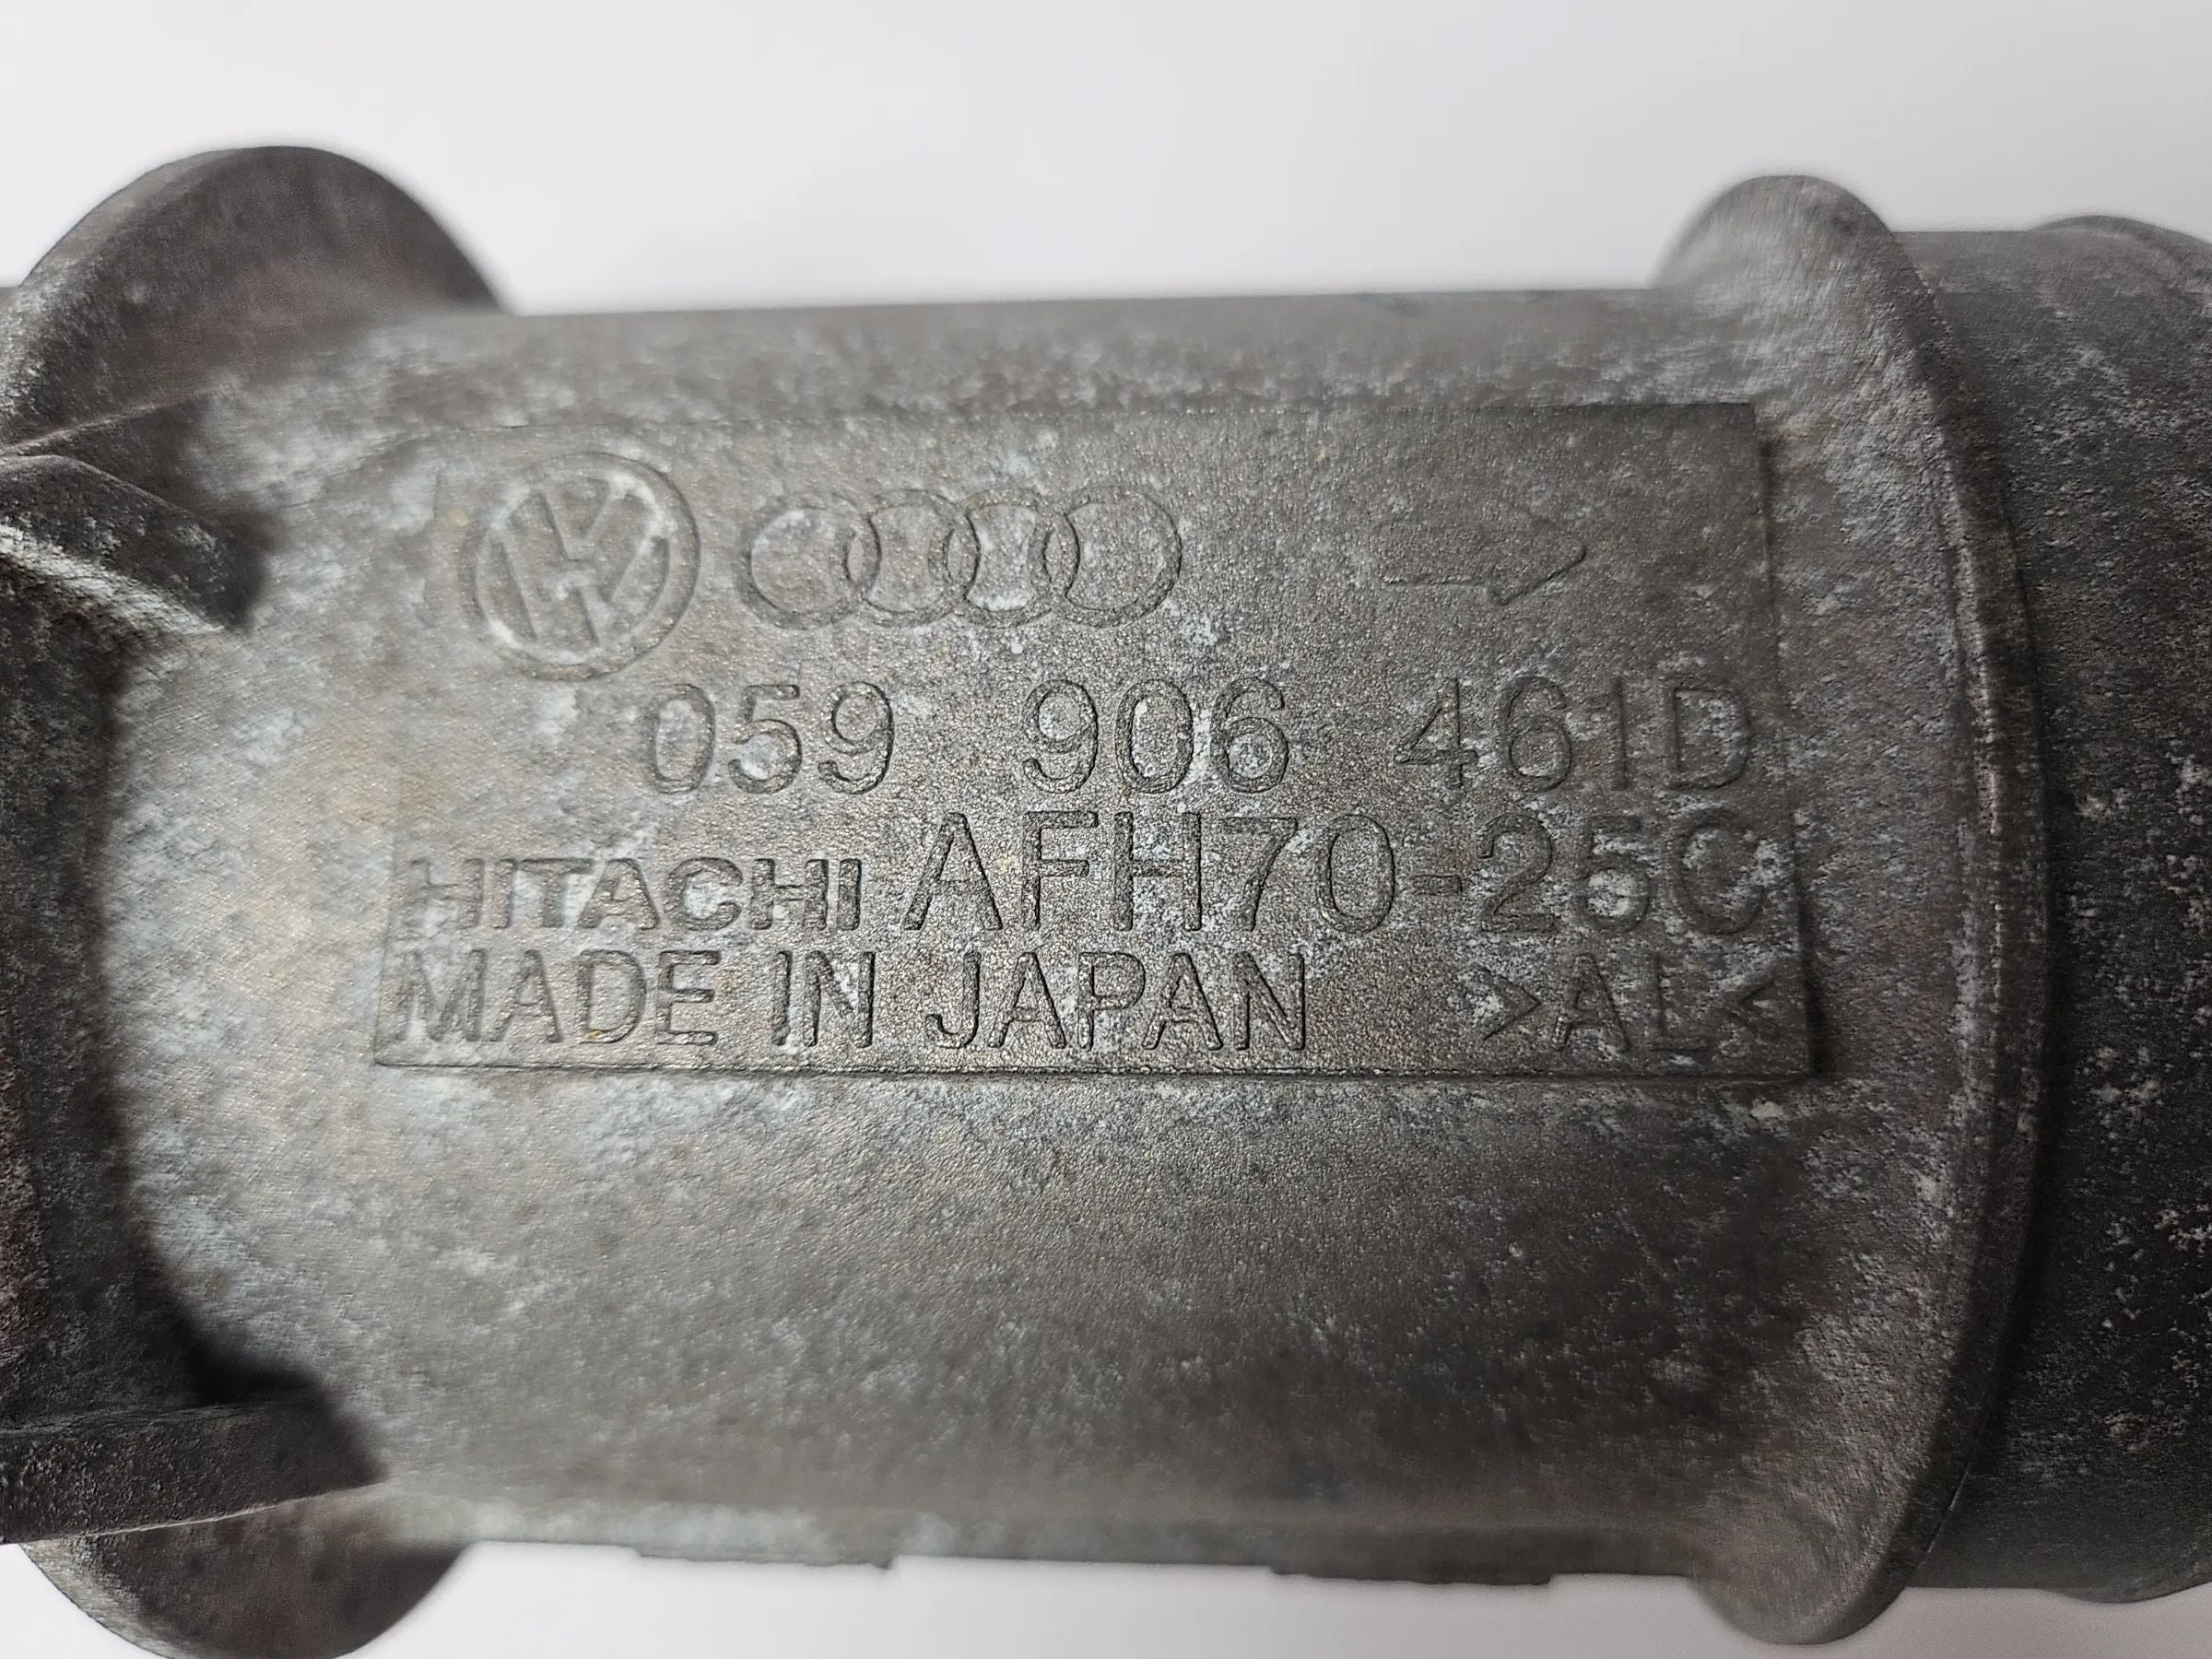 059 906 461D
HITACHI AFH70-25C
MADE IN JAPAN >AL<